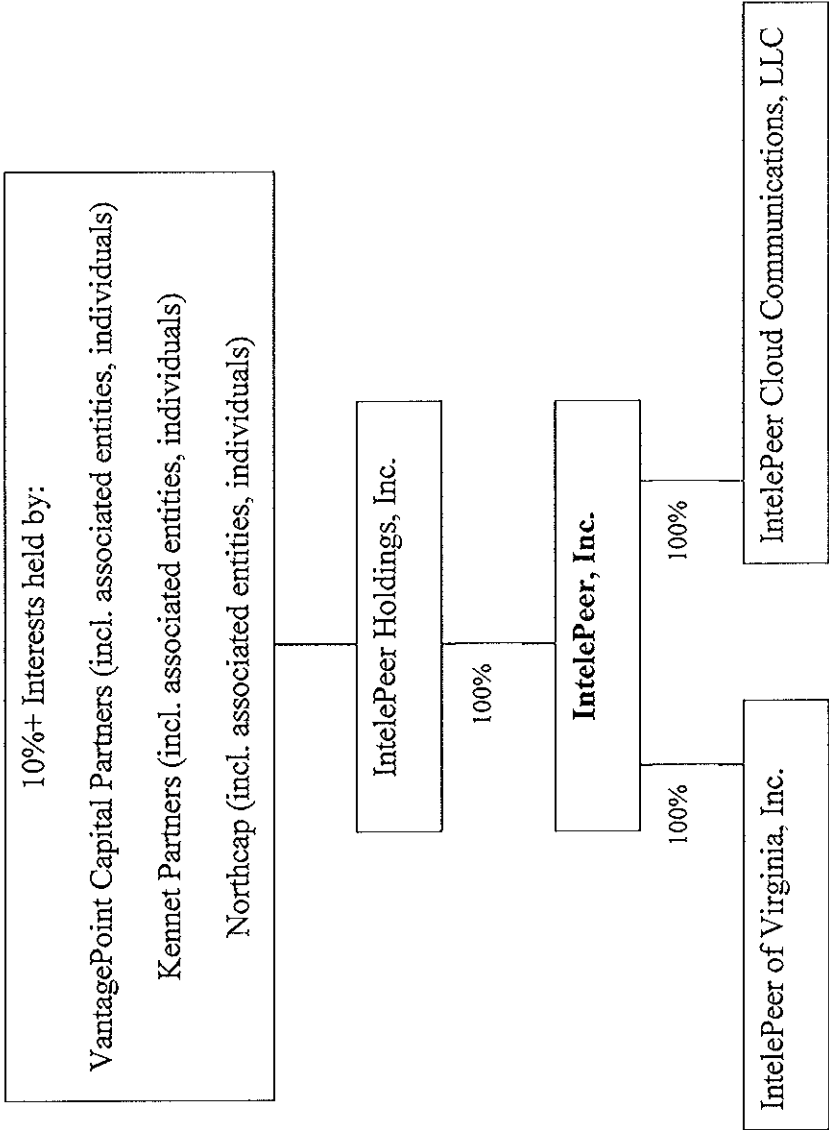 10%+ Interests held by:
VantagePoint Capital Partners (incl. associated entities, individuals)
Kennet Partners (incl. associated entities, individuals)
Northcap (incl. associated entities, individuals)
IntelePeer Holdings, Inc.
100%
IntelePeer, Inc.
100%
100%
IntelePeer of Virginia, Inc.
IntelePeer Cloud Communications, LLC